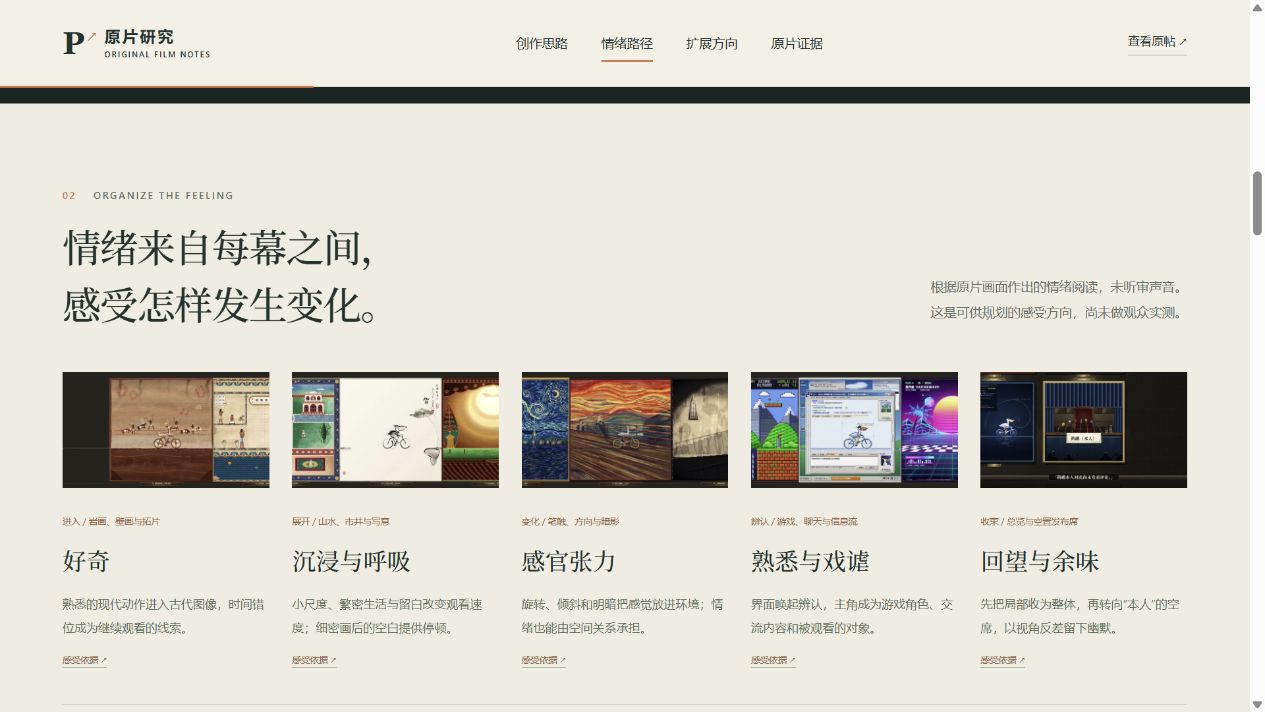 P↗ 原片研究
ORIGINAL FILM NOTES
创作思路
情绪路径
扩展方向
原片证据
查看原帖 ↗
02 ORGANIZE THE FEELING
情绪来自每幕之间,
感受怎样发生变化。
根据原片画面作出的情绪阅读，未听审声音。
这是可供规划的感受方向，尚未做观众实测。
进入 / 岩画、壁画与拓片
好奇
熟悉的现代动作进入古代图像，时间错
位成为继续观看的线索。
感受依据 ↗
展开 / 山水、市井与写意
沉浸与呼吸
小尺度、繁密生活与留白改变观看速
度；细密画后的空白提供停顿。
感受依据 ↗
变化 / 笔触、方向与暗影
感官张力
旋转、倾斜和明暗把感觉放进环境；情
绪也能由空间关系承担。
感受依据 ↗
辨认 / 游戏、聊天与信息流
熟悉与戏谑
界面唤起辨认，主角成为游戏角色、交
流内容和被观看的对象。
感受依据 ↗
收束 / 总览与空置发布席
回望与余味
先把局部收为整体，再转向“本人”的空
席，以视角反差留下幽默。
感受依据 ↗